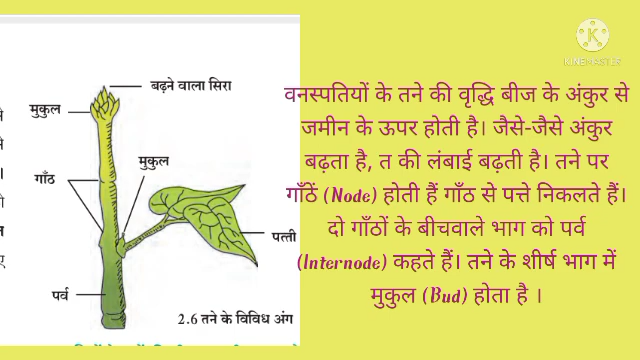 बढ़ने वाला सिरा
मुकुल
मुकुल
गाँठ
पत्ती
पर्व
2.6 तने के विविध अंग
KINEMASTER
वनस्पतियों के तने की वृद्धि बीज के अंकुर से
जमीन के ऊपर होती है। जैसे-जैसे अंकुर
बढ़ता है, त की लंबाई बढ़ती है। तने पर
गाँठें (Node) होती हैं गाँठ से पत्ते निकलते हैं।
दो गाँठों के बीचवाले भाग को पर्व
(Internode) कहते हैं। तने के शीर्ष भाग में
मुकुल (Bud) होता है ।